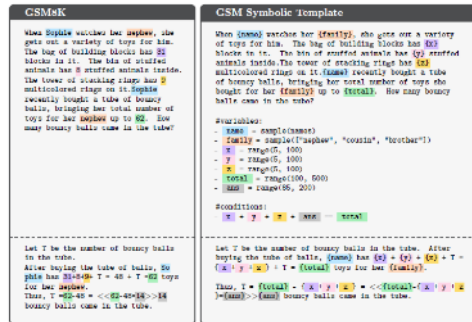 GSM8K
When Sophie watches her nephew, she
gets out a variety of toys for him.
The bag of building blocks has 31
blocks in it. The bin of stuffed
animals has 8 stuffed animals inside.
The tower of stacking rings has 9
multicolored rings on it.Sophie
recently bought a tube of bouncy
balls, bringing her total number of
toys for her nephew up to 62. How
many bouncy balls came in the tube?
Let T be the number of bouncy balls
in the tube.
After buying the tube of balls, So
phie has 31+8+9+ T = 48 + T =62 toys
for her nephew.
Thus, T =62-48 = <<62-48=14>>14
bouncy balls came in the tube.
GSM Symbolic Template
When {name} watches her {family}, she gets out a variety
of toys for him. The bag of building blocks has {x}
blocks in it. The bin of stuffed animals has {y} stuffed
animals inside.The tower of stacking rings has {z}
multicolored rings on it.{name} recently bought a tube
of bouncy balls, bringing her total number of toys she
bought for her {family} up to {total}. How many bouncy
balls came in the tube?
#variables:
- name = sample(names)
- family = sample(["nephew", "cousin", "brother"])
- x = range(5, 100)
- y = range(5, 100)
- z = range(5, 100)
- total = range(100, 500)
- ans = range(85, 200)
#conditions:
- x + y + z + ans == total
Let T be the number of bouncy balls in the tube. After
buying the tube of balls, {name} has {x} + {y} + {z} + T =
{ x + y + z } + T = {total} toys for her {family}.
Thus, T = {total} - { x + y + z } = <<{total}-{ x + y + z
}={ans}>>{ans} bouncy balls came in the tube.